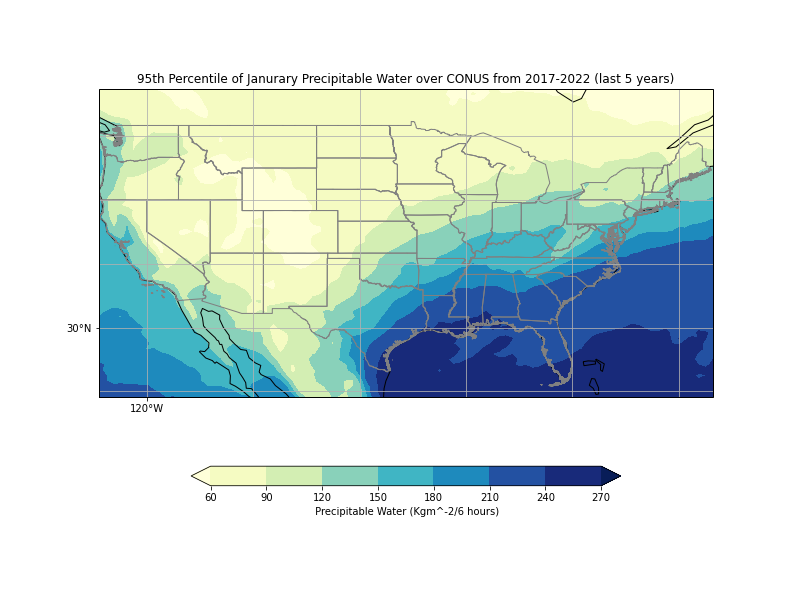 95th Percentile of Janurary Precipitable Water over CONUS from 2017-2022 (last 5 years)
30°N
120°W
60 90 120 150 180 210 240 270
Precipitable Water (Kgm^-2/6 hours)